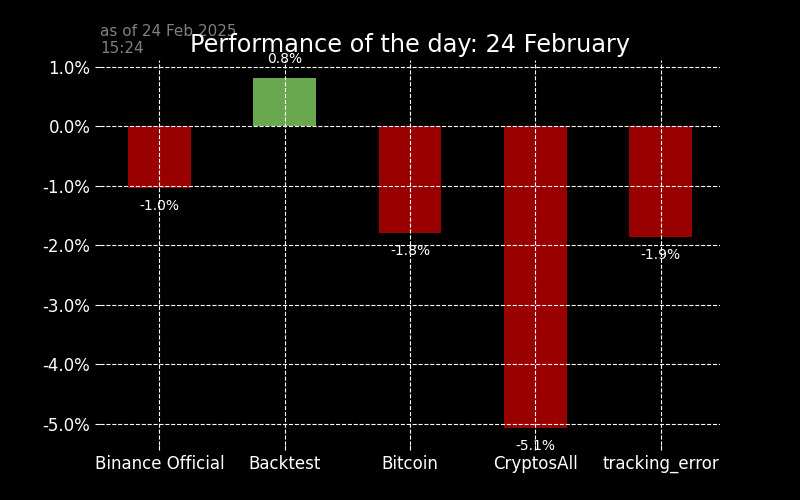 as of 24 Feb 2025
15:24
Performance of the day: 24 February
1.0%
0.0%
-1.0%
-2.0%
-3.0%
-4.0%
-5.0%
-1.0%
0.8%
-1.8%
-5.1%
-1.9%
Binance Official
Backtest
Bitcoin
CryptosAll
tracking_error